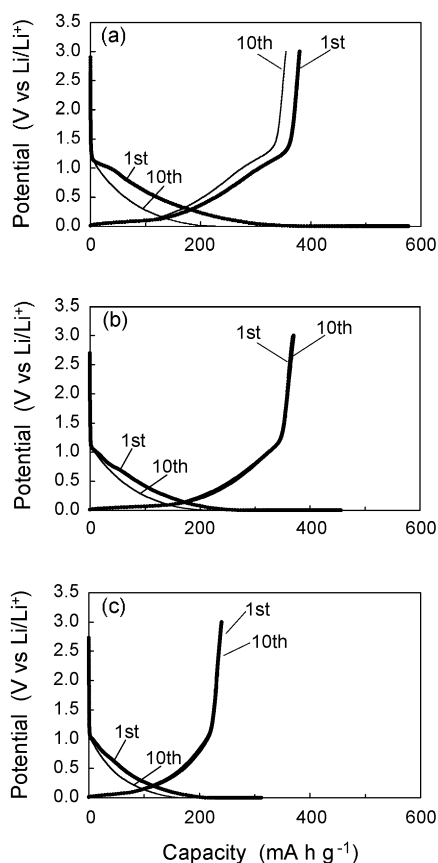 (a)
Potential (V vs Li/Li⁺)
3.5
3.0
2.5
2.0
1.5
1.0
0.5
0.0
10th
1st
1st
10th
0 200 400 600
(b)
Potential (V vs Li/Li⁺)
3.5
3.0
2.5
2.0
1.5
1.0
0.5
0.0
1st
10th
1st
10th
0 200 400 600
(c)
Potential (V vs Li/Li⁺)
3.5
3.0
2.5
2.0
1.5
1.0
0.5
0.0
1st
10th
1st
10th
0 200 400 600
Capacity (mA h g⁻¹)